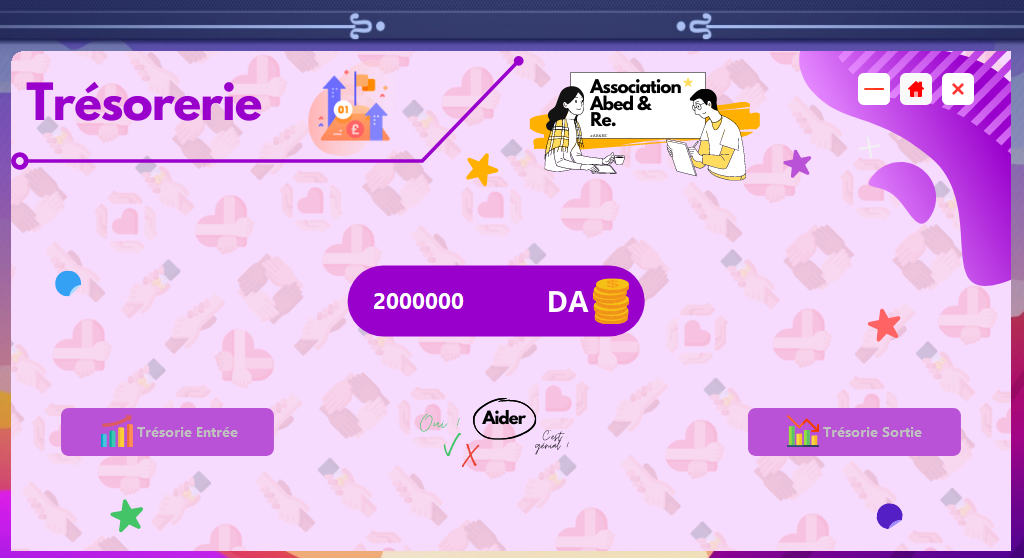 Trésorerie
01
£
Association
Abed &
Re.
2000000
DA
$
Trésorie Entrée
Oui !
Aider
C'est
génial !
Trésorie Sortie